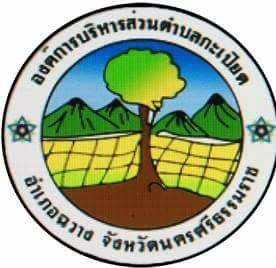 องค์การบริหารส่วนตำบลกะเปียด
อำเภอฉวาง จังหวัดนครศรีธรรมราช